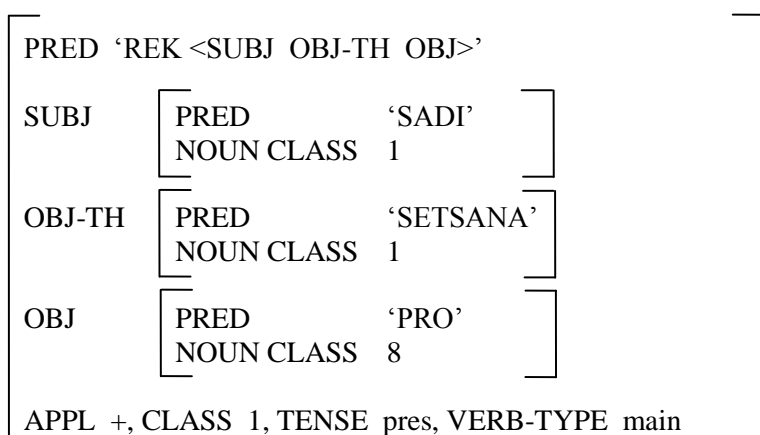 PRED ‘REK <SUBJ OBJ-TH OBJ>’
SUBJ PRED ‘SADI’
NOUN CLASS 1
OBJ-TH PRED ‘SETSANA’
NOUN CLASS 1
OBJ PRED ‘PRO’
NOUN CLASS 8
APPL +, CLASS 1, TENSE pres, VERB-TYPE main